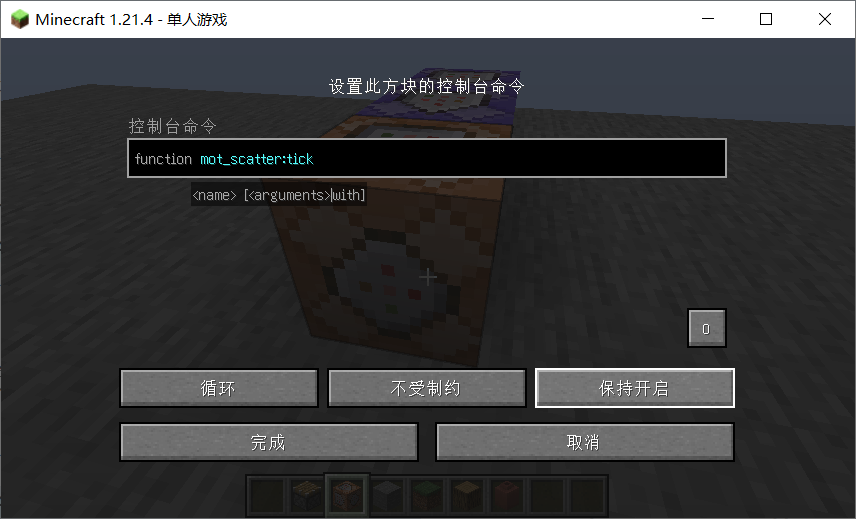 Minecraft 1.21.4 - 单人游戏
设置此方块的控制台命令
控制台命令
function mot_scatter:tick
<name> [<arguments>|with]
O
循环
不受制约
保持开启
完成
取消